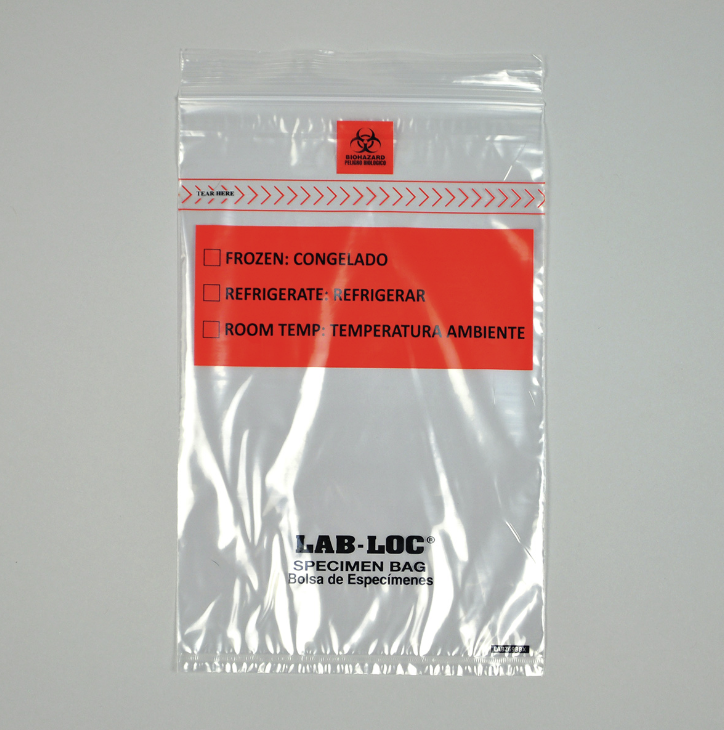 BIOHAZARD
PELIGRO BIOLOGICO
TEAR HERE
FROZEN: CONGELADO
REFRIGERATE: REFRIGERAR
ROOM TEMP: TEMPERATURA AMBIENTE
LAB-LOC®
SPECIMEN BAG
Bolsa de Especímenes